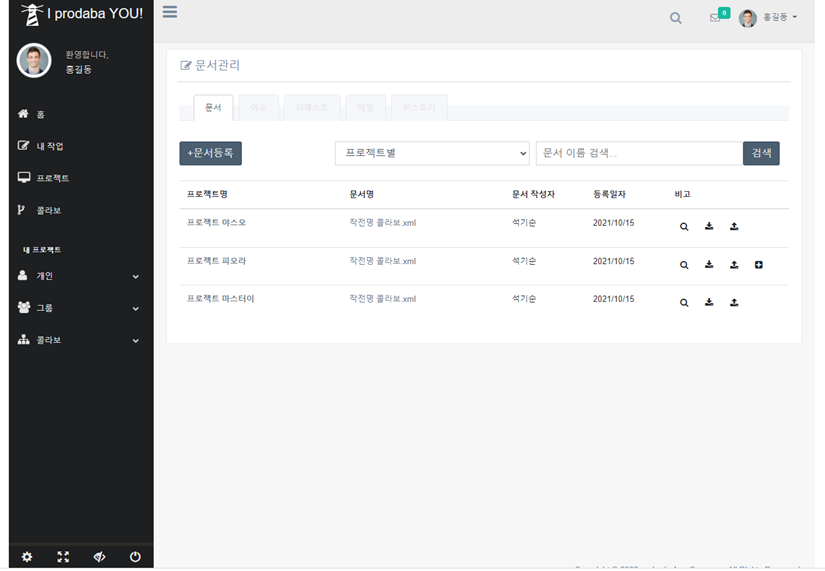 I prodaba YOU!
6
홍길동
환영합니다,
홍길동
홈
내 작업
프로젝트
콜라보
내 프로젝트
개인
그룹
콜라보
문서관리
문서
이슈
리퀘스트
메일
히스토리
+문서등록
프로젝트별
문서 이름 검색...
검색
프로젝트명 문서명 문서 작성자 등록일자 비고
프로젝트 야스오 작전명 콜라보.xml 석기순 2021/10/15
프로젝트 피오라 작전명 콜라보.xml 석기순 2021/10/15
프로젝트 마스터이 작전명 콜라보.xml 석기순 2021/10/15